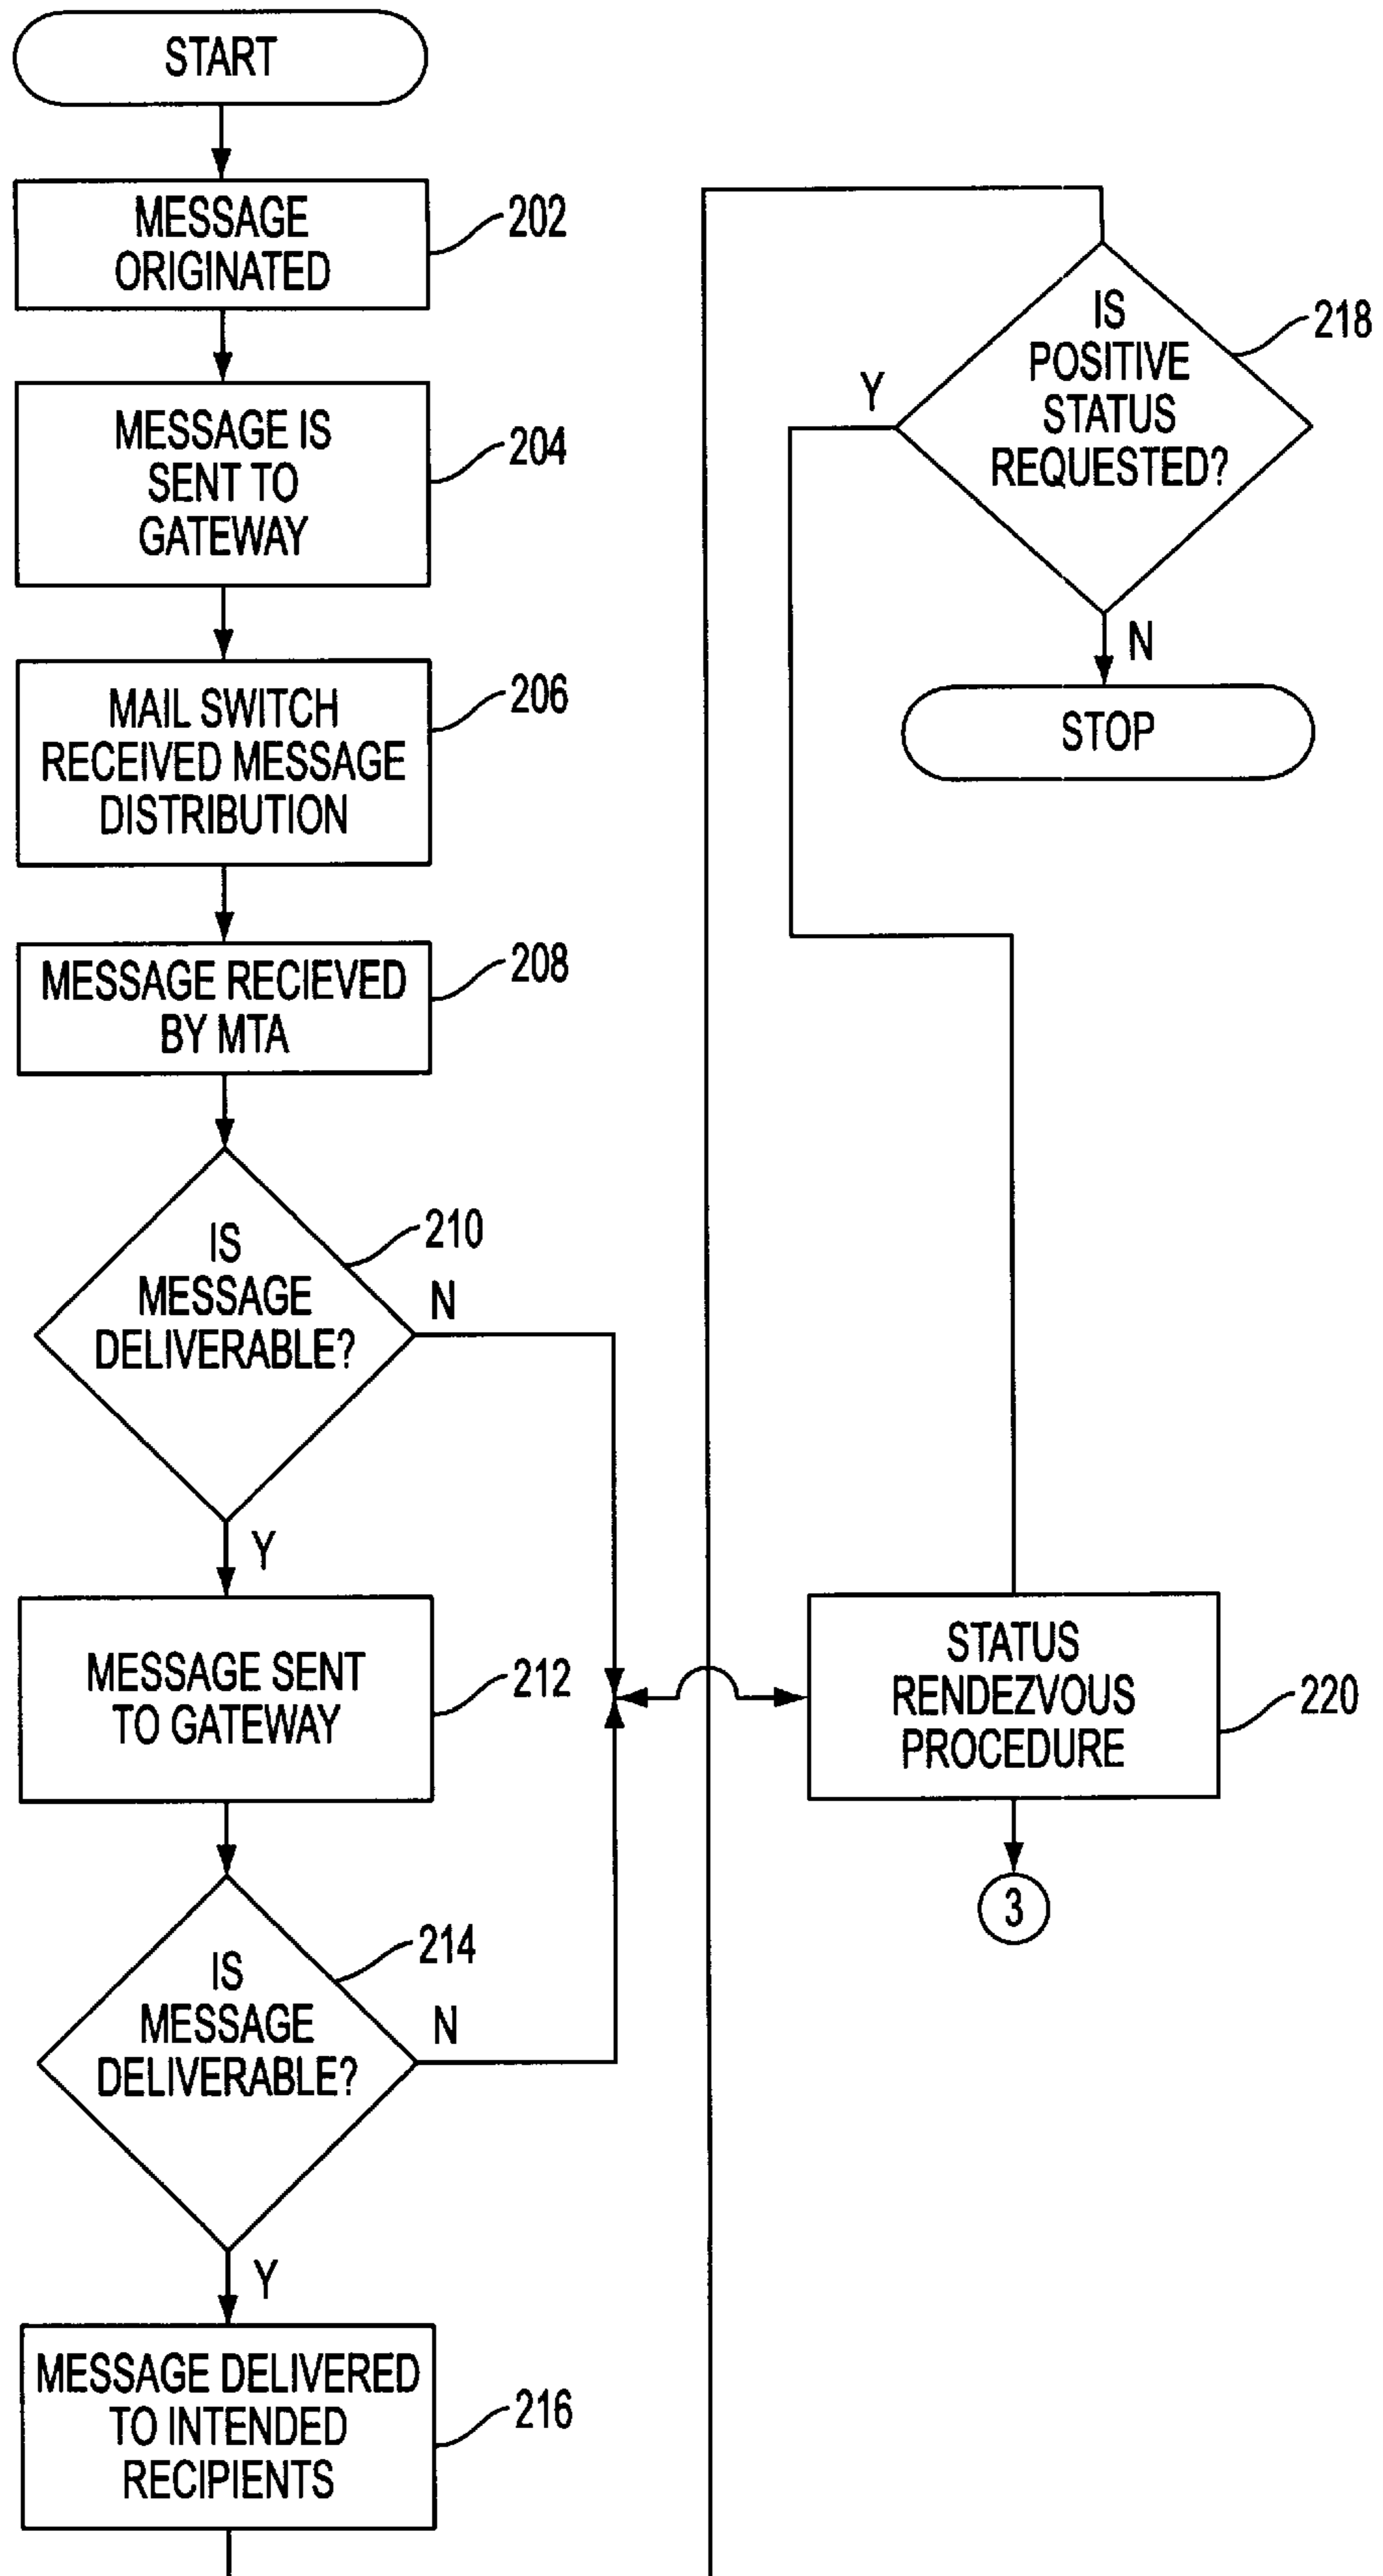 START
MESSAGE
ORIGINATED
202
MESSAGE IS
SENT TO
GATEWAY
204
MAIL SWITCH
RECEIVED MESSAGE
DISTRIBUTION
206
MESSAGE RECIEVED
BY MTA
208
IS
MESSAGE
DELIVERABLE?
210
N
Y
MESSAGE SENT
TO GATEWAY
212
IS
MESSAGE
DELIVERABLE?
214
N
Y
MESSAGE DELIVERED
TO INTENDED
RECIPIENTS
216
IS
POSITIVE
STATUS
REQUESTED?
218
Y
N
STOP
STATUS
RENDEZVOUS
PROCEDURE
220
3